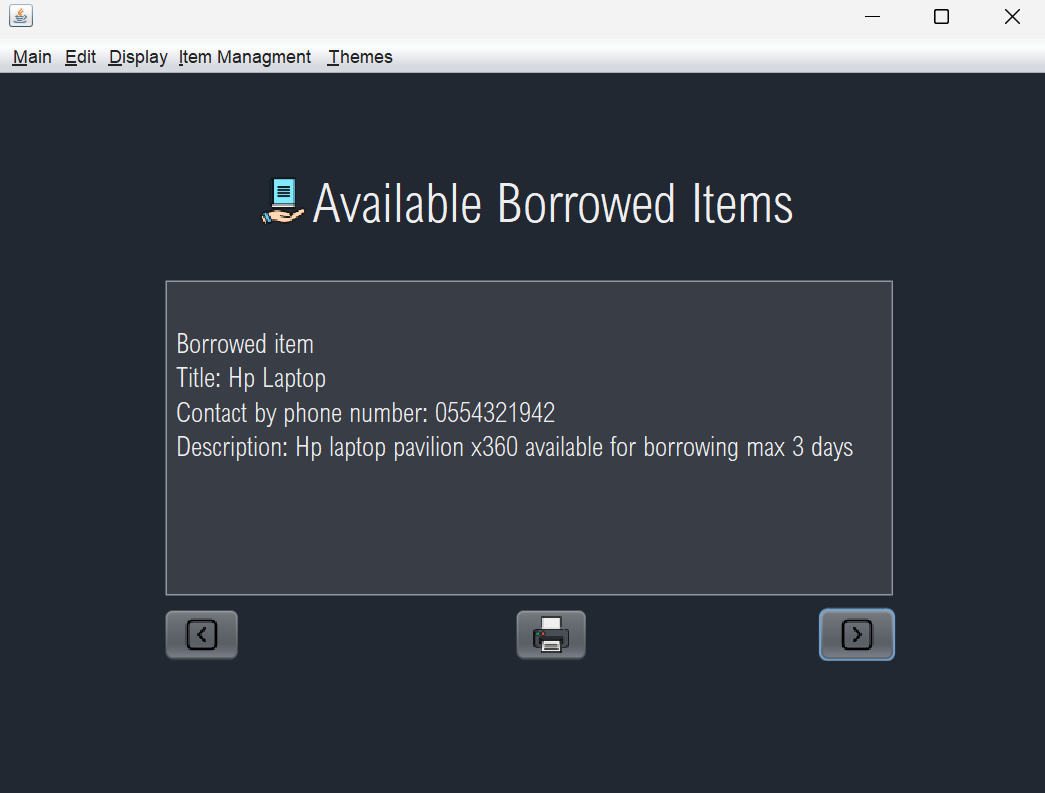 Main Edit Display Item Managment Themes
Available Borrowed Items
Borrowed item
Title: Hp Laptop
Contact by phone number: 0554321942
Description: Hp laptop pavilion x360 available for borrowing max 3 days